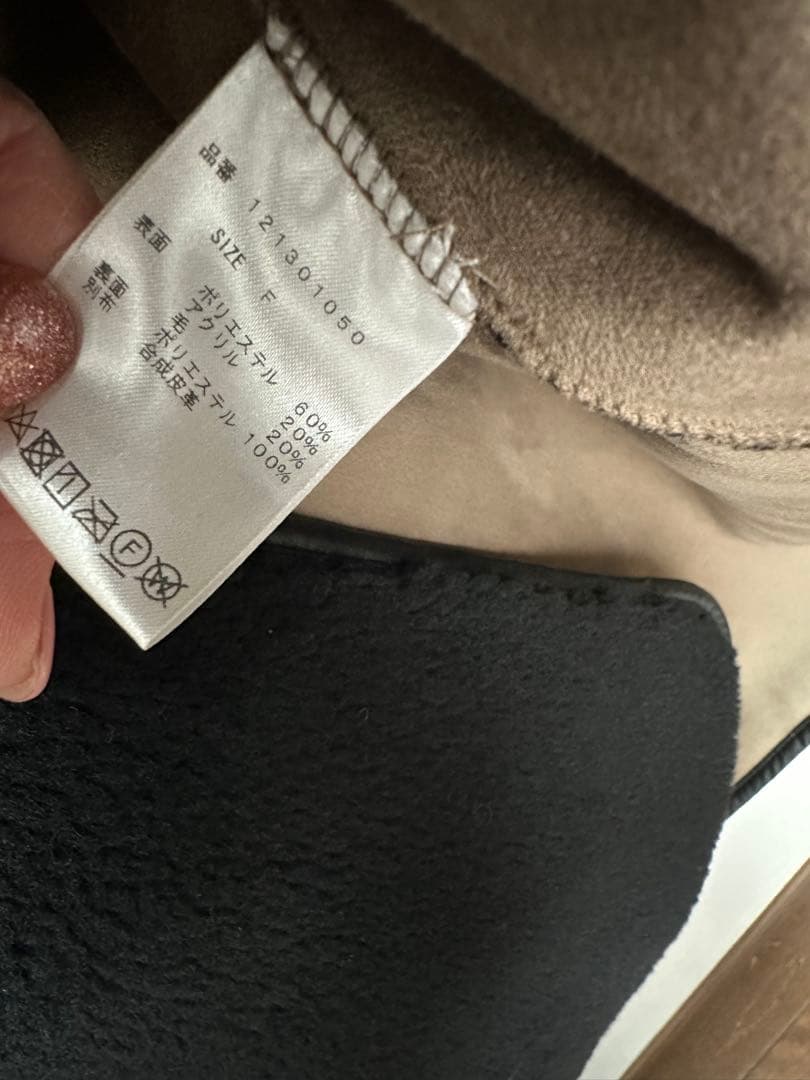 品番 121301050
SIZE F
表面 ポリエステル 60%
アクリル 20%
毛 20%
裏面 ポリエステル 100%
別布 合成皮革
F
W